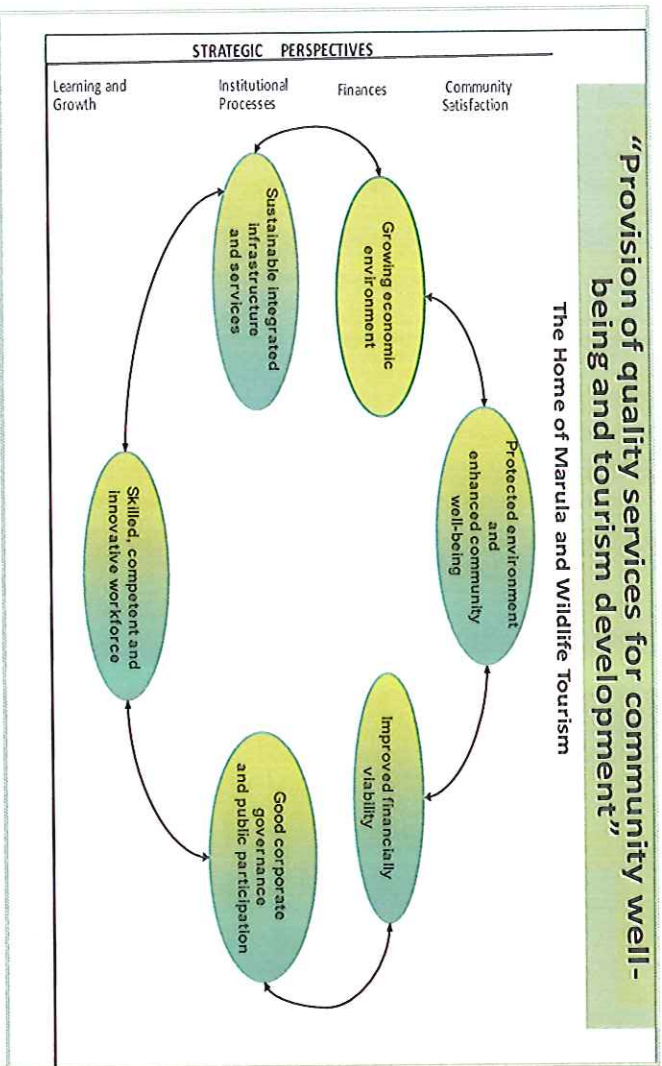 “Provision of quality services for community well-
being and tourism development”
The Home of Marula and Wildlife Tourism
STRATEGIC PERSPECTIVES
Community
Satisfaction
Finances
Institutional
Processes
Learning and
Growth
Protected environment
and
enhanced community
well-being
Growing economic
environment
Improved financially
viability
Sustainable integrated
infrastructure
and services
Good corporate
governance
and public participation
Skilled, competent and
innovative workforce